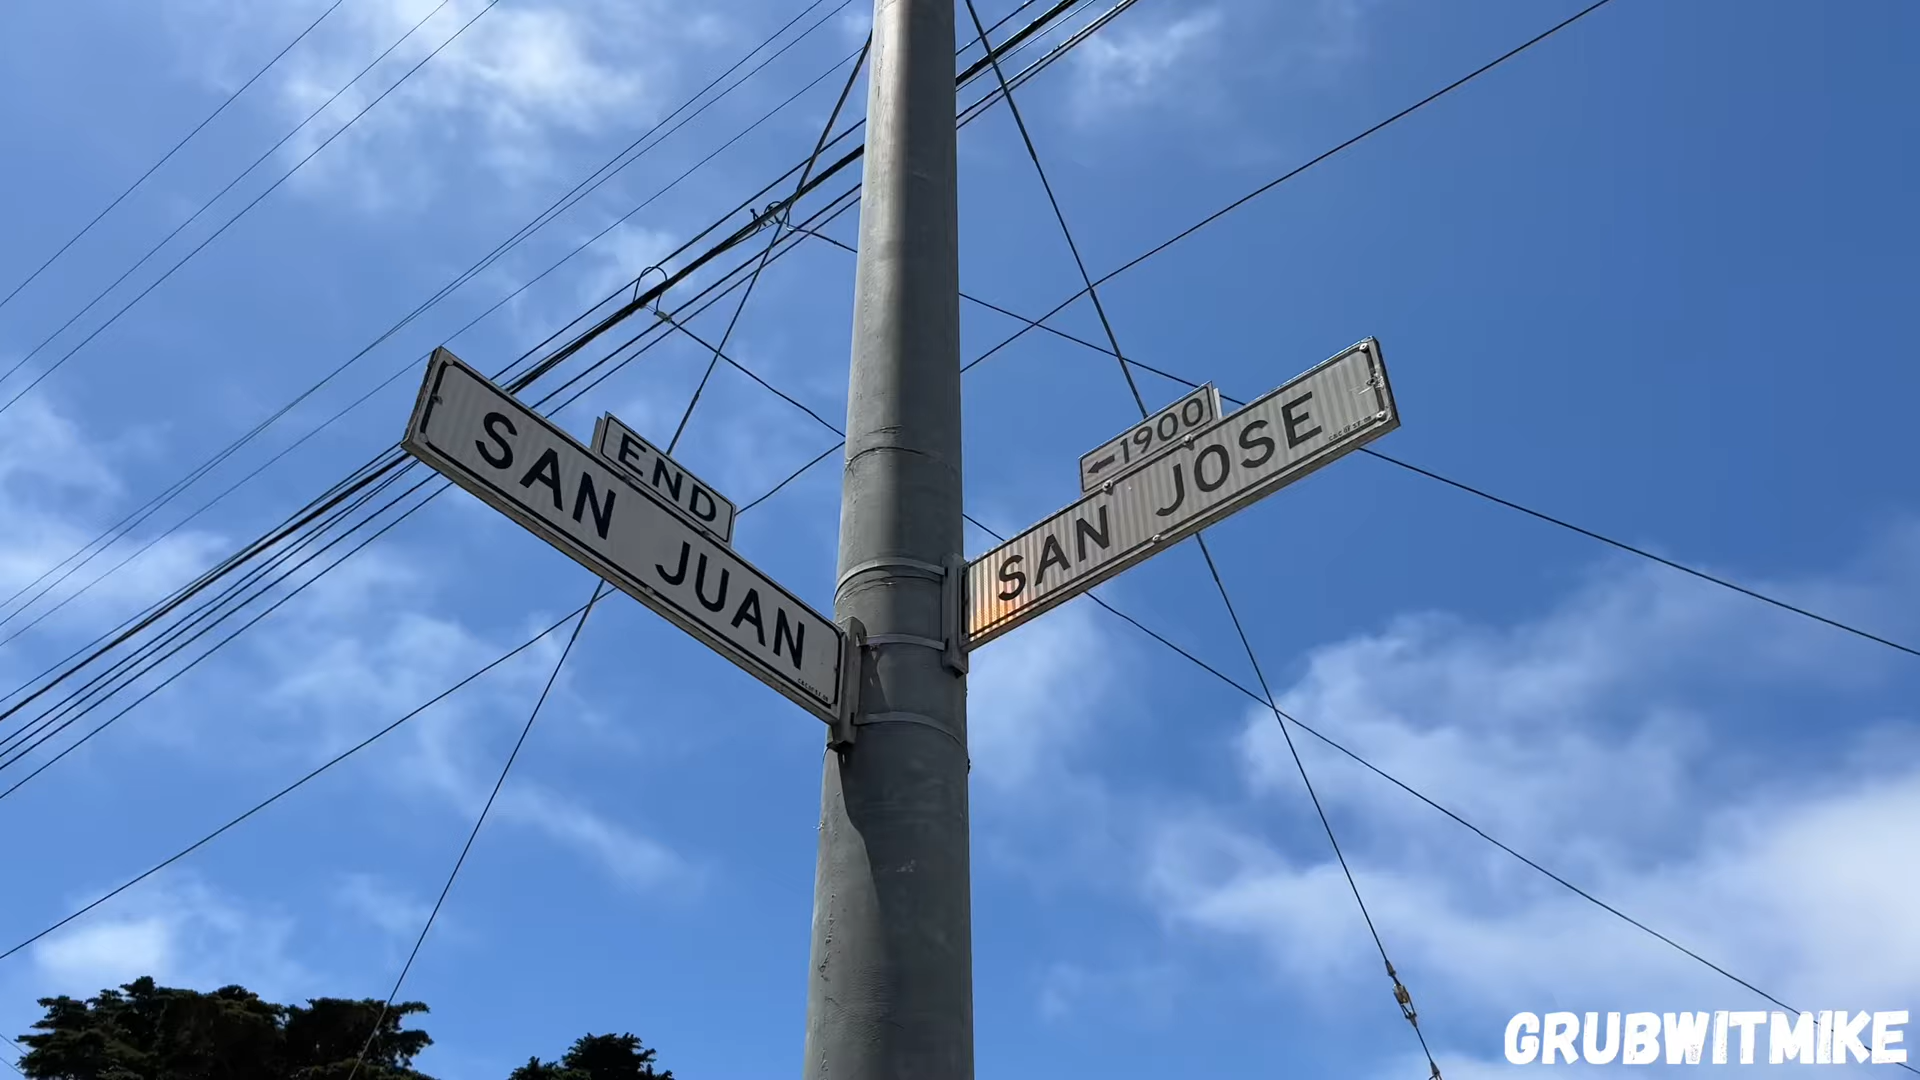 END
SAN JUAN
←1900
SAN JOSE
GRUBWITMIKE